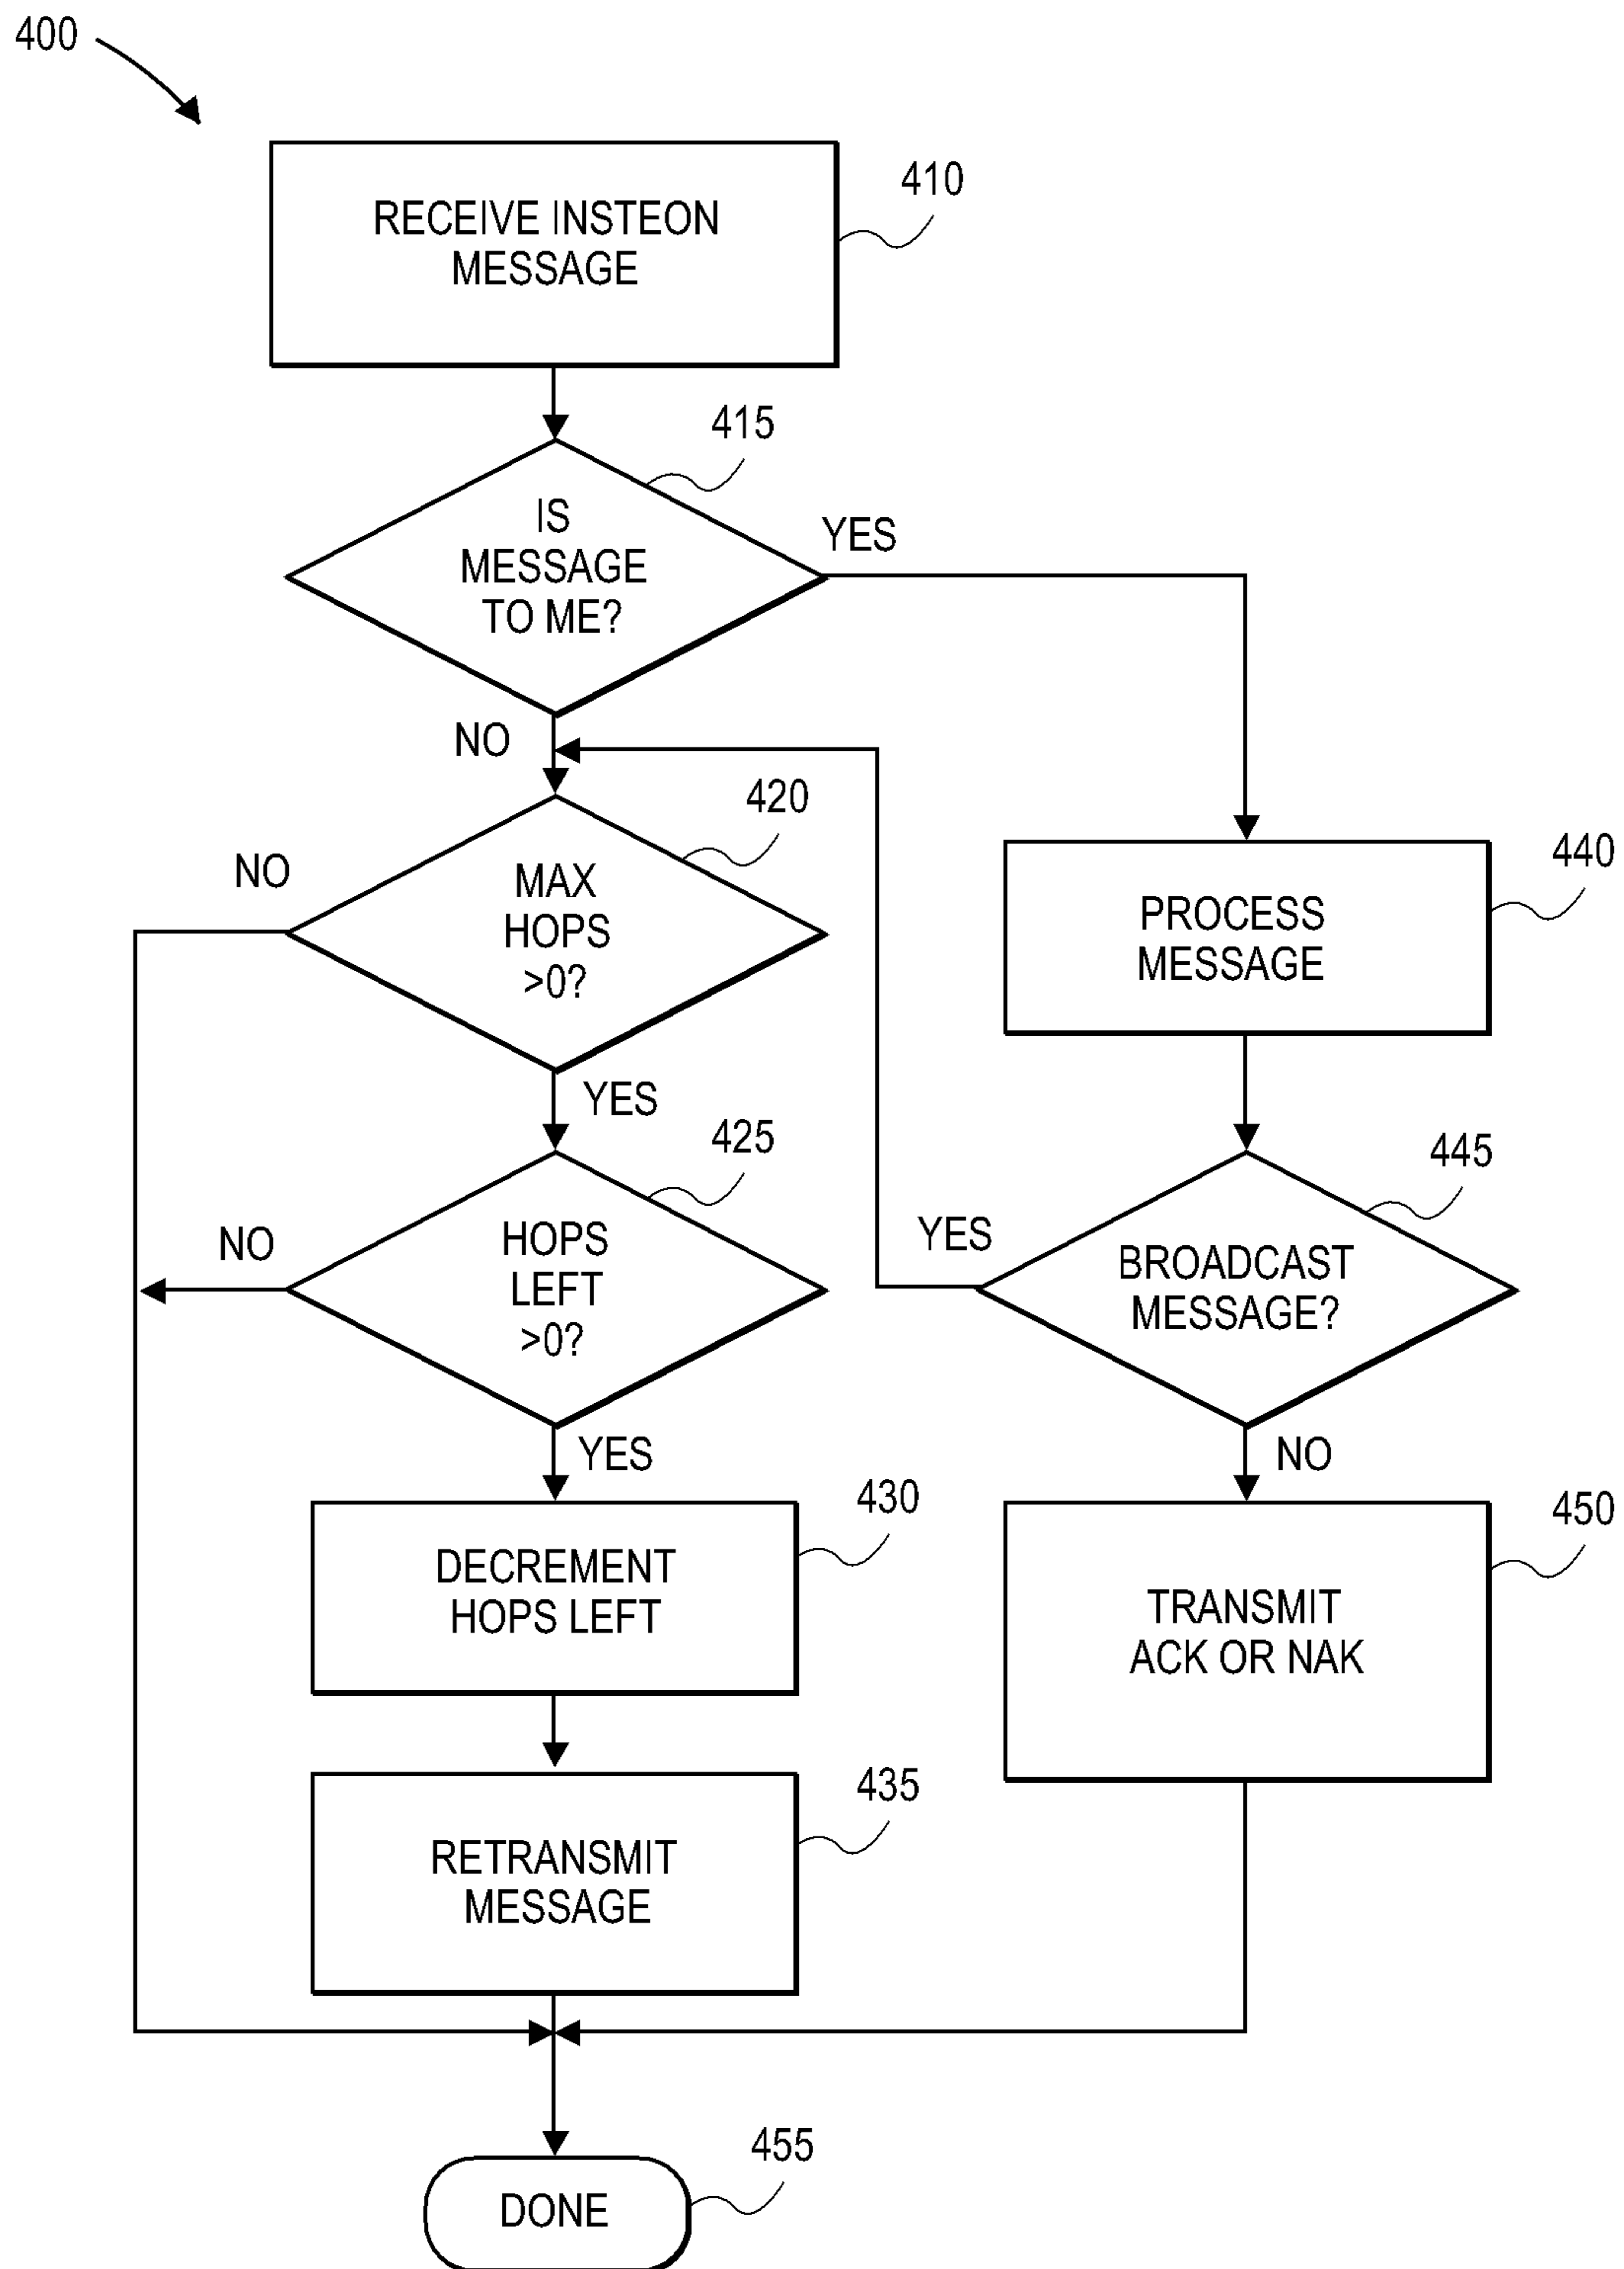 400
RECEIVE INSTEON
MESSAGE
410
415
IS
MESSAGE
TO ME?
YES
NO
420
MAX
HOPS
>0?
NO
YES
440
PROCESS
MESSAGE
425
HOPS
LEFT
>0?
NO
YES
445
BROADCAST
MESSAGE?
YES
NO
430
DECREMENT
HOPS LEFT
450
TRANSMIT
ACK OR NAK
435
RETRANSMIT
MESSAGE
455
DONE